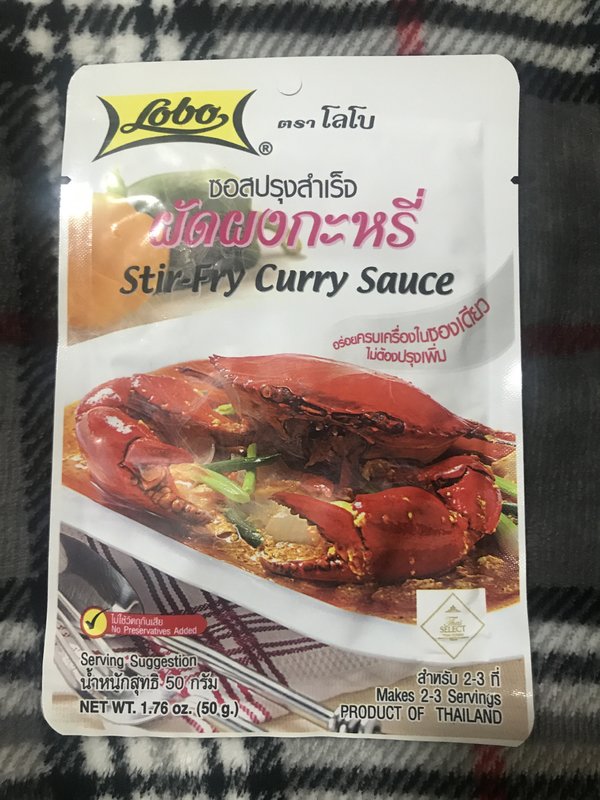 Lobo
®
ตรา โลโบ
ซอสปรุงสำเร็จ
ผัดผงกะหรี่
Stir-Fry Curry Sauce
อร่อยครบเครื่องในซองเดียว
ไม่ต้องปรุงเพิ่ม
ไม่ใช้วัตถุกันเสีย
No Preservatives Added
Thai
SELECT
Serving Suggestion
น้ำหนักสุทธิ 50 กรัม
NET WT. 1.76 oz. (50 g.)
สำหรับ 2-3 ที่
Makes 2-3 Servings
PRODUCT OF THAILAND